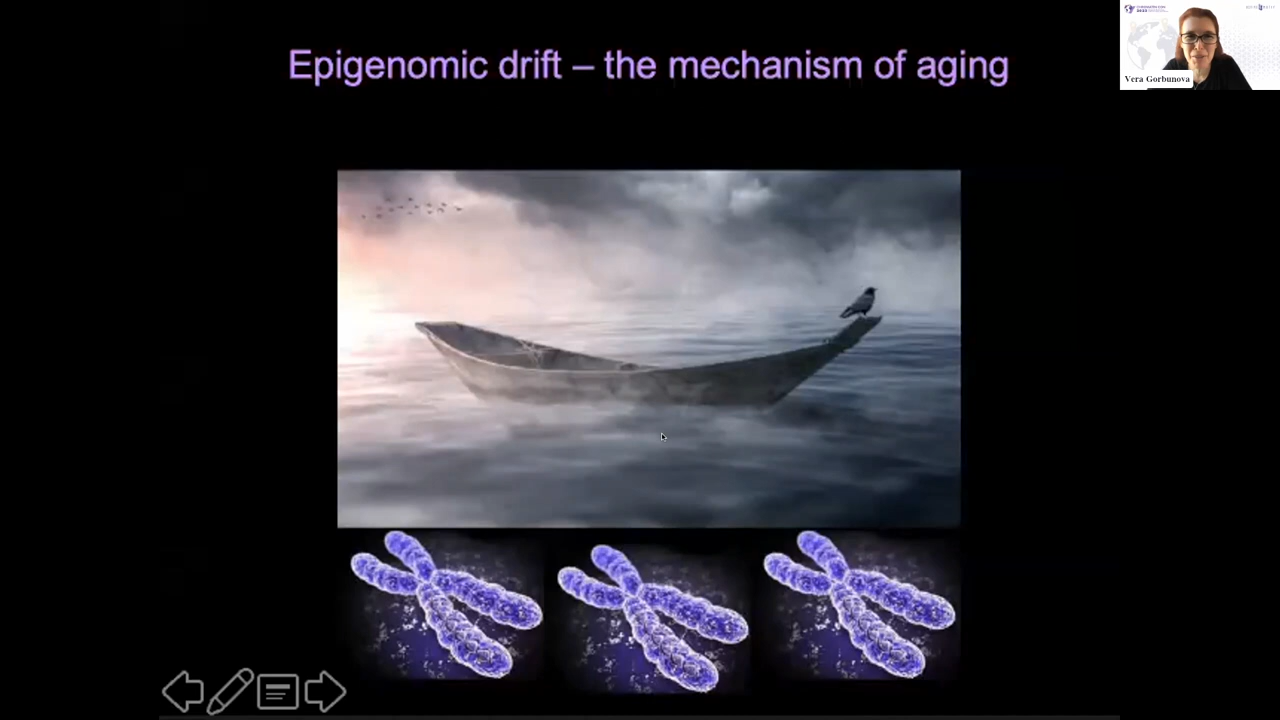 Epigenomic drift – the mechanism of aging
Vera Gorbunova